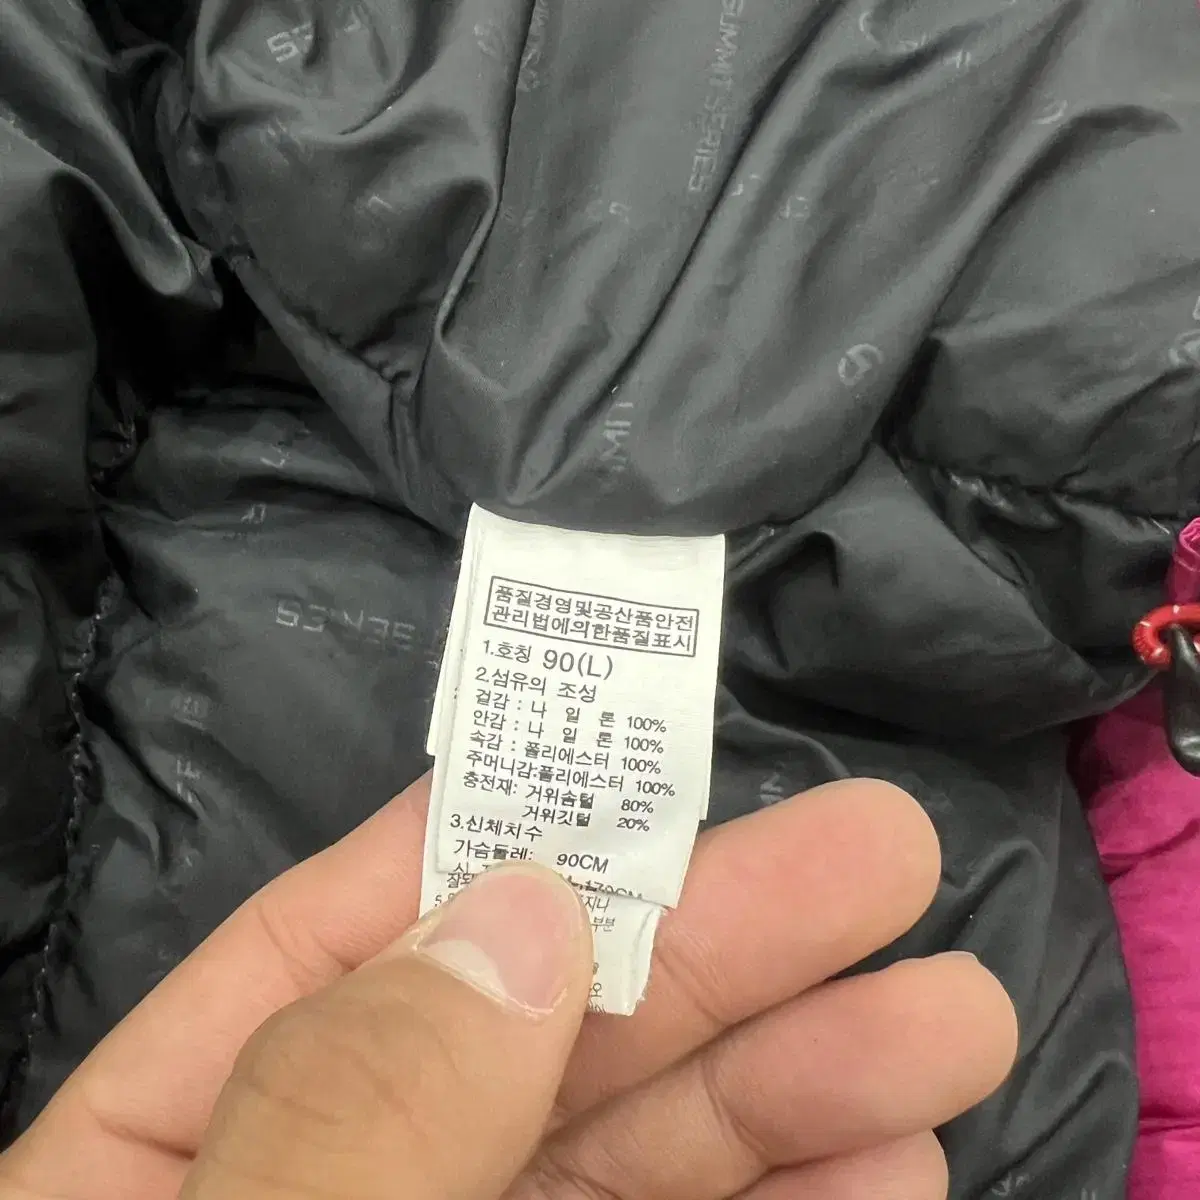 SUMMIT SERIES
품질경영및공산품안전
관리법에의한품질표시
1.호칭 90(L)
2.섬유의 조성
겉감 : 나 일 론 100%
안감 : 나 일 론 100%
속감 : 폴리에스터 100%
주머니감:폴리에스터 100%
충전재: 거위솜털 80%
거위깃털 20%
3.신체치수
가슴둘레: 90CM